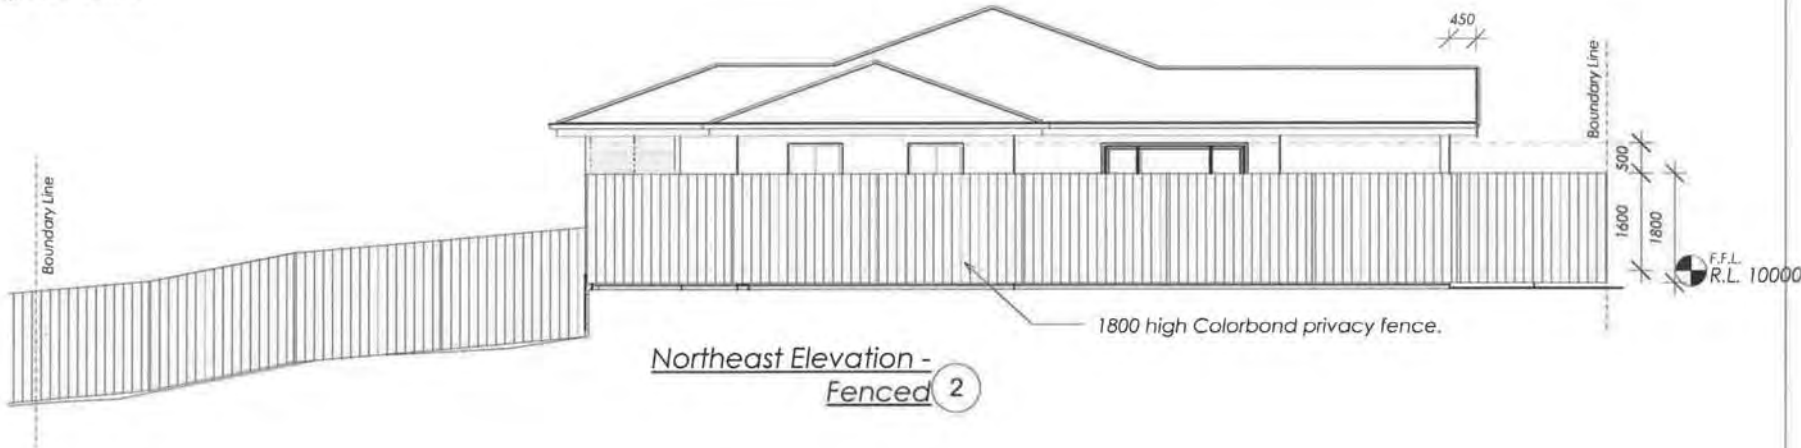 450
Boundary Line
Boundary Line
500
1600
1800
F.F.L.
R.L. 10000
1800 high Colorbond privacy fence.
Northeast Elevation -
Fenced
2